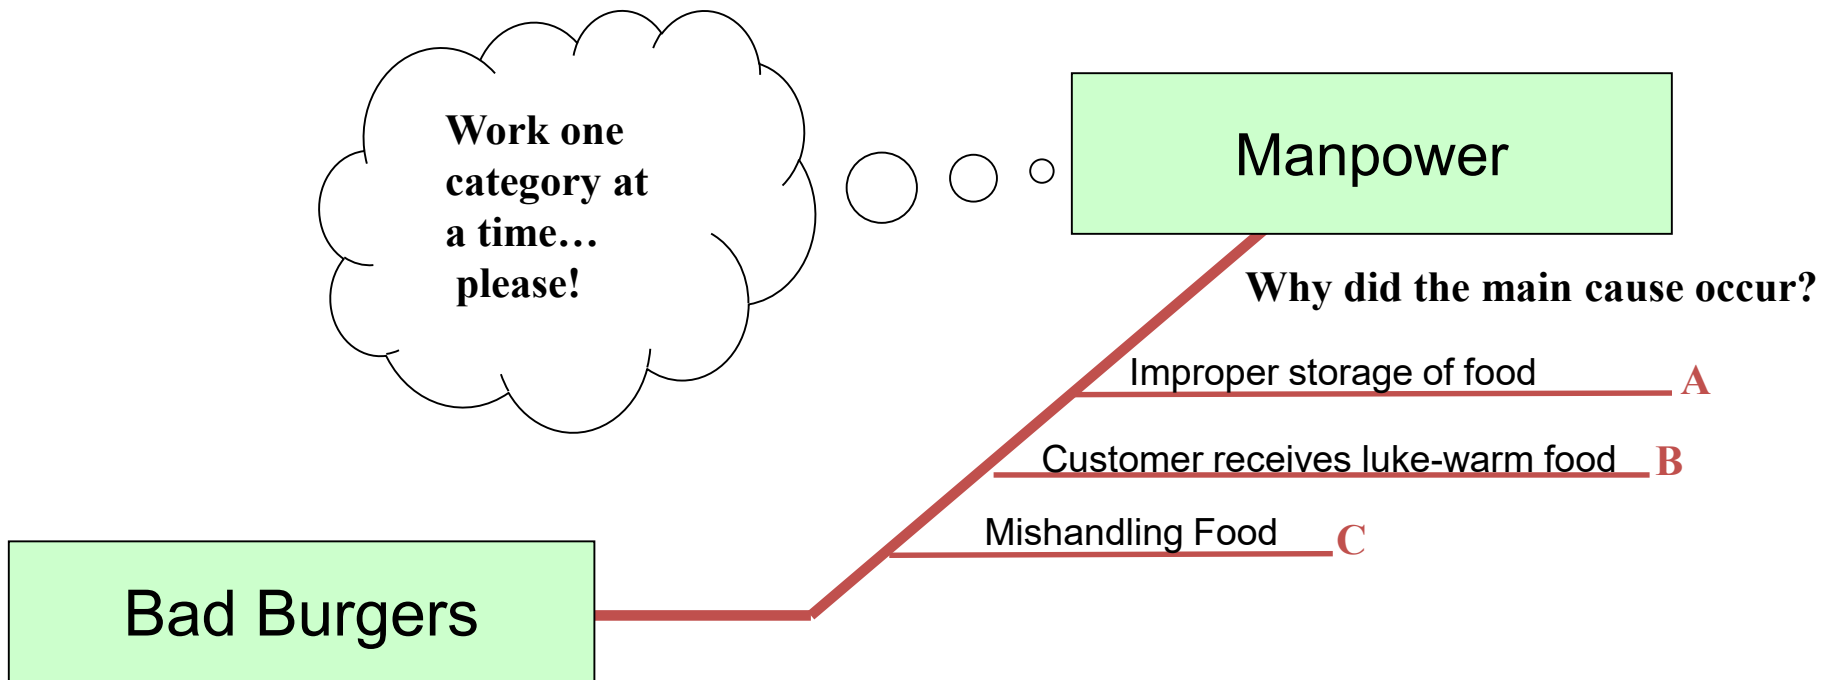 Work one
category at
a time…
please!
Manpower
Why did the main cause occur?
Improper storage of food A
Customer receives luke-warm food B
Mishandling Food C
Bad Burgers